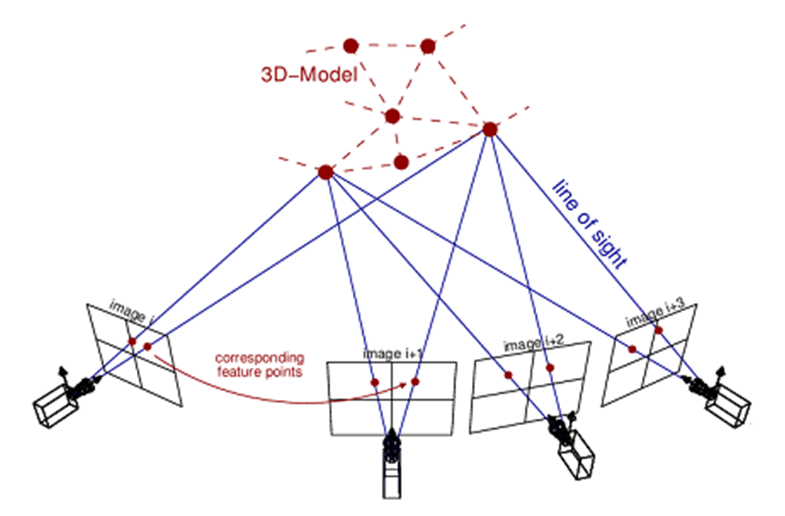 3D–Model
line of sight
image i
image i+3
image i+2
image i+1
corresponding
feature points